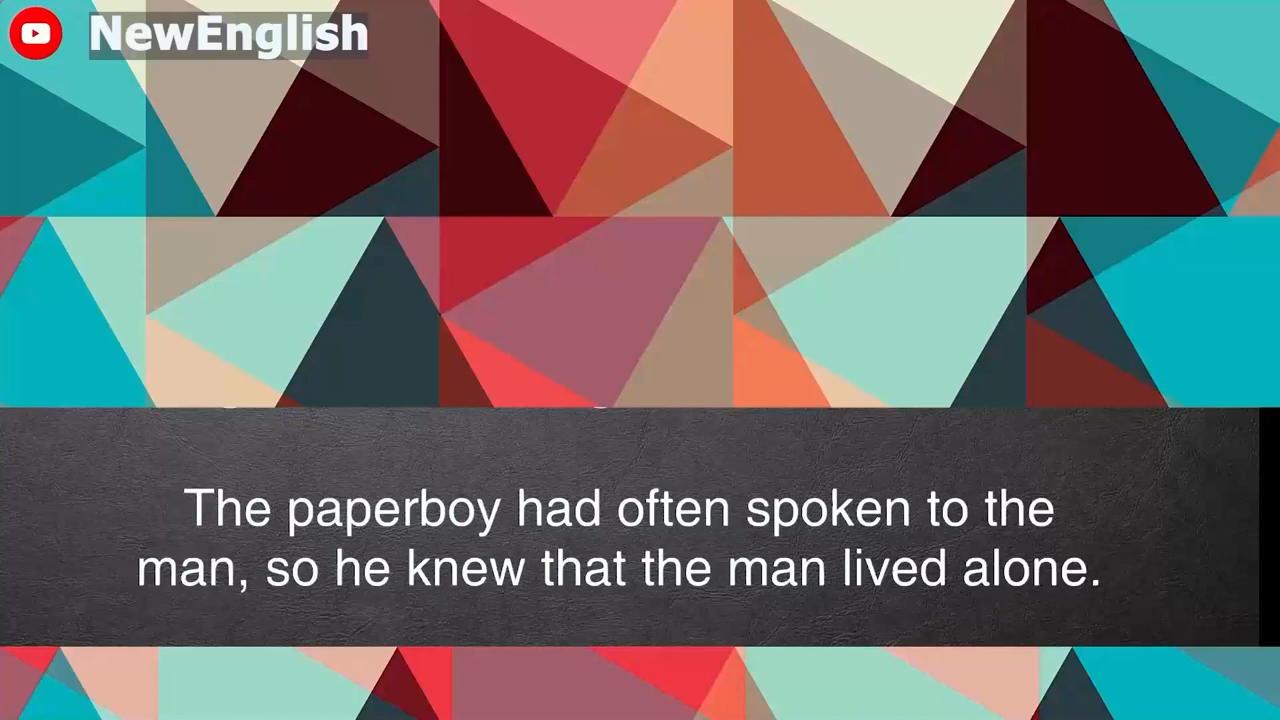 NewEnglish
The paperboy had often spoken to the
man, so he knew that the man lived alone.